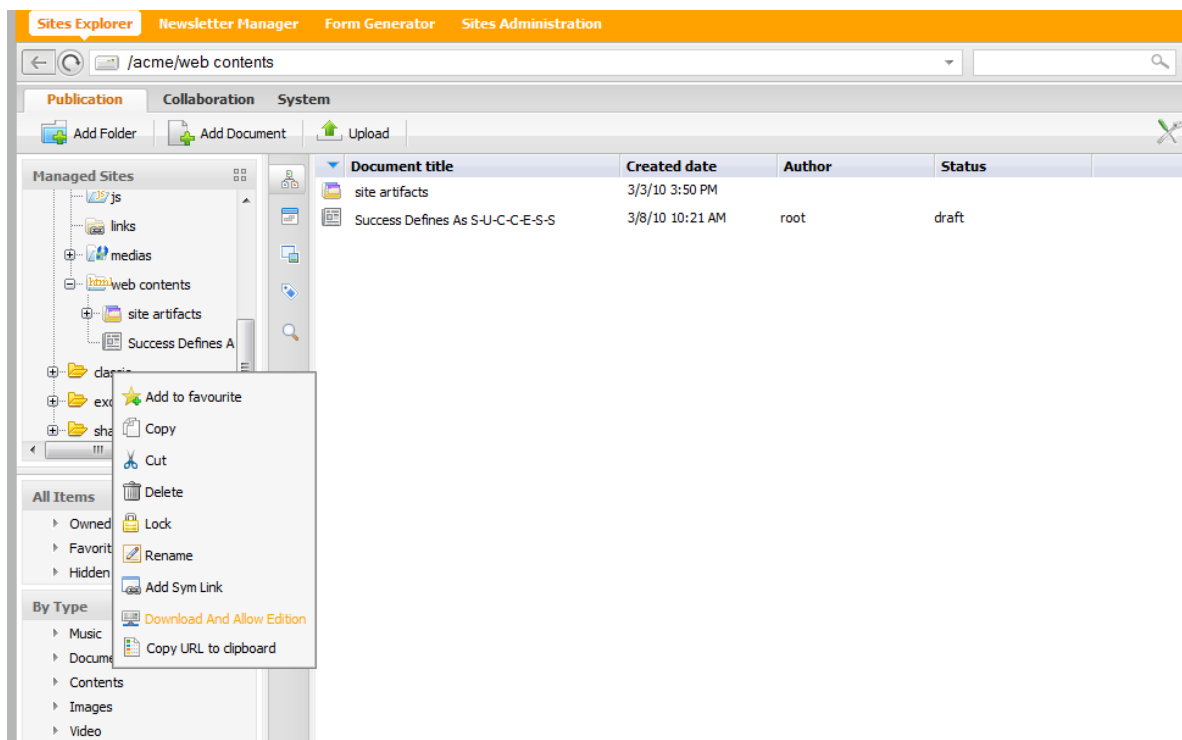 Sites Explorer Newsletter Manager Form Generator Sites Administration
/acme/web contents
Publication Collaboration System
Add Folder Add Document Upload
Managed Sites
js
links
medias
web contents
site artifacts
Success Defines A
Document title Created date Author Status
site artifacts 3/3/10 3:50 PM
Success Defines As S-U-C-C-E-S-S 3/8/10 10:21 AM root draft
classic
Add to favourite
Copy
Cut
Delete
Lock
Rename
Add Sym Link
Download And Allow Edition
Copy URL to clipboard
All Items
Owned
Favorit
Hidden
By Type
Music
Docume
Contents
Images
Video